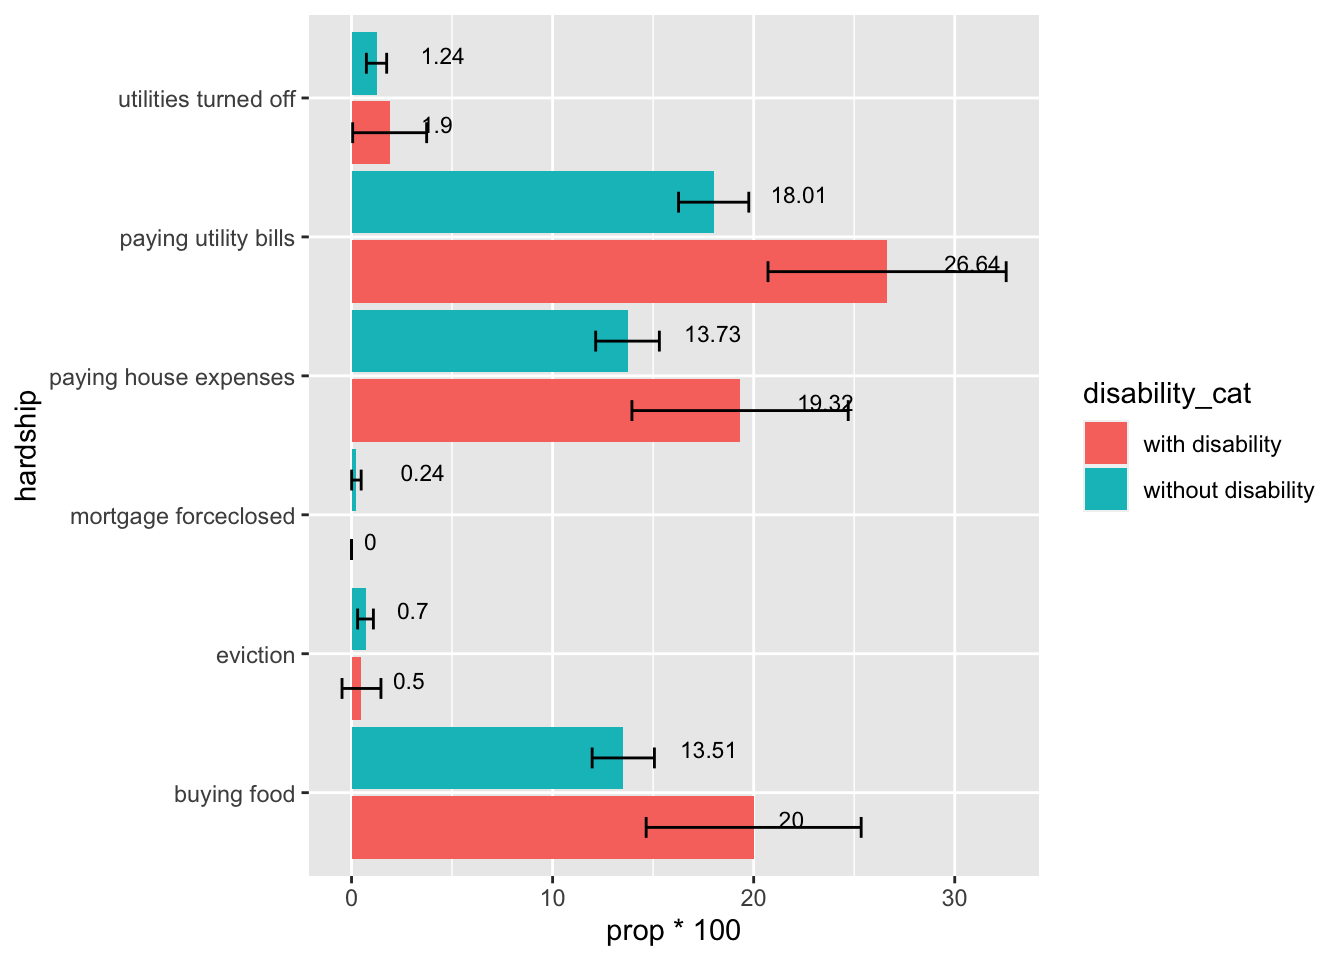 1.24
utilities turned off
1.9
18.01
paying utility bills
26.64
13.73
paying house expenses
19.32
0.24
mortgage forceclosed
0
0.7
eviction
0.5
13.51
buying food
20
hardship
0
10
20
30
prop * 100
disability_cat
with disability
without disability